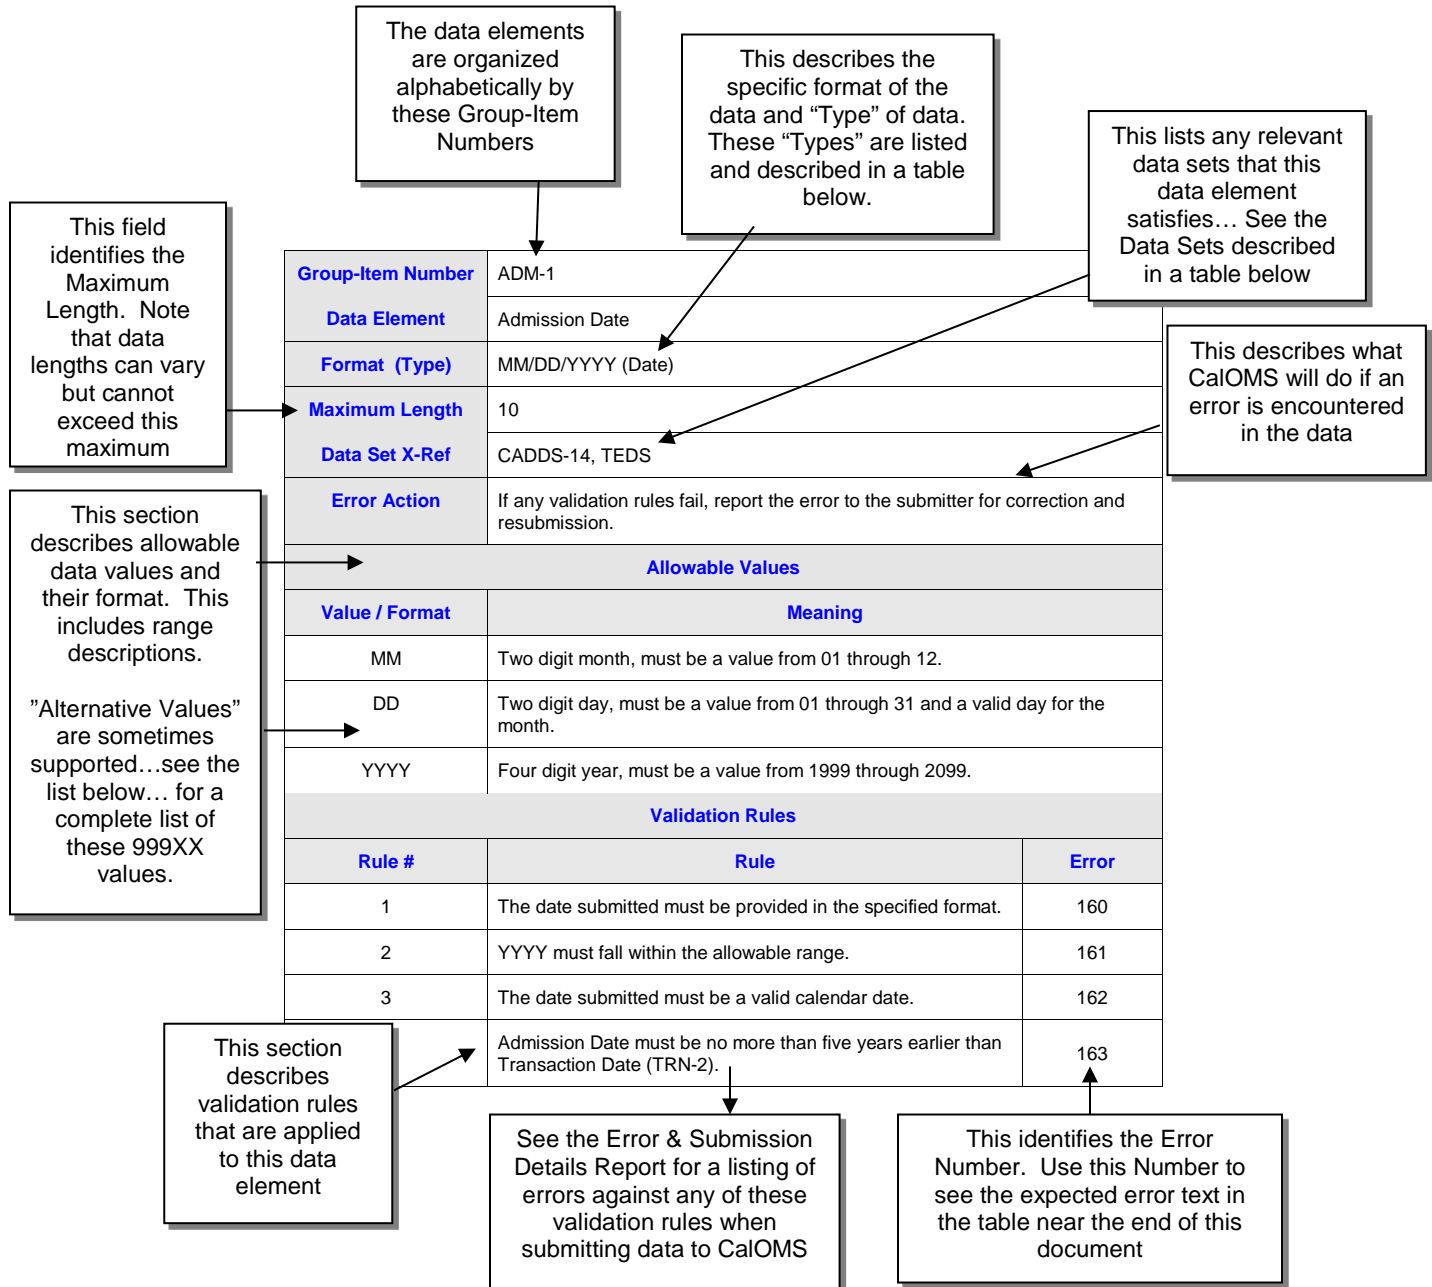 The data elements
are organized
alphabetically by
these Group-Item
Numbers
This describes the
specific format of the
data and “Type” of data.
These “Types” are listed
and described in a table
below.
This lists any relevant
data sets that this
data element
satisfies… See the
Data Sets described
in a table below
This field
identifies the
Maximum
Length.  Note
that data
lengths can vary
but cannot
exceed this
maximum
This describes what
CalOMS will do if an
error is encountered
in the data
This section
describes allowable
data values and
their format.  This
includes range
descriptions.
”Alternative Values”
are sometimes
supported…see the
list below… for a
complete list of
these 999XX
values.
Group-Item Number ADM-1
Data Element Admission Date
Format  (Type) MM/DD/YYYY (Date)
Maximum Length 10
Data Set X-Ref CADDS-14, TEDS
Error Action If any validation rules fail, report the error to the submitter for correction and
resubmission.
Allowable Values
Value / Format Meaning
MM Two digit month, must be a value from 01 through 12.
DD Two digit day, must be a value from 01 through 31 and a valid day for the
month.
YYYY Four digit year, must be a value from 1999 through 2099.
Validation Rules
Rule # Rule Error
1 The date submitted must be provided in the specified format. 160
2 YYYY must fall within the allowable range. 161
3 The date submitted must be a valid calendar date. 162
Admission Date must be no more than five years earlier than
Transaction Date (TRN-2). 163
This section
describes
validation rules
that are applied
to this data
element
See the Error & Submission
Details Report for a listing of
errors against any of these
validation rules when
submitting data to CalOMS
This identifies the Error
Number.  Use this Number to
see the expected error text in
the table near the end of this
document